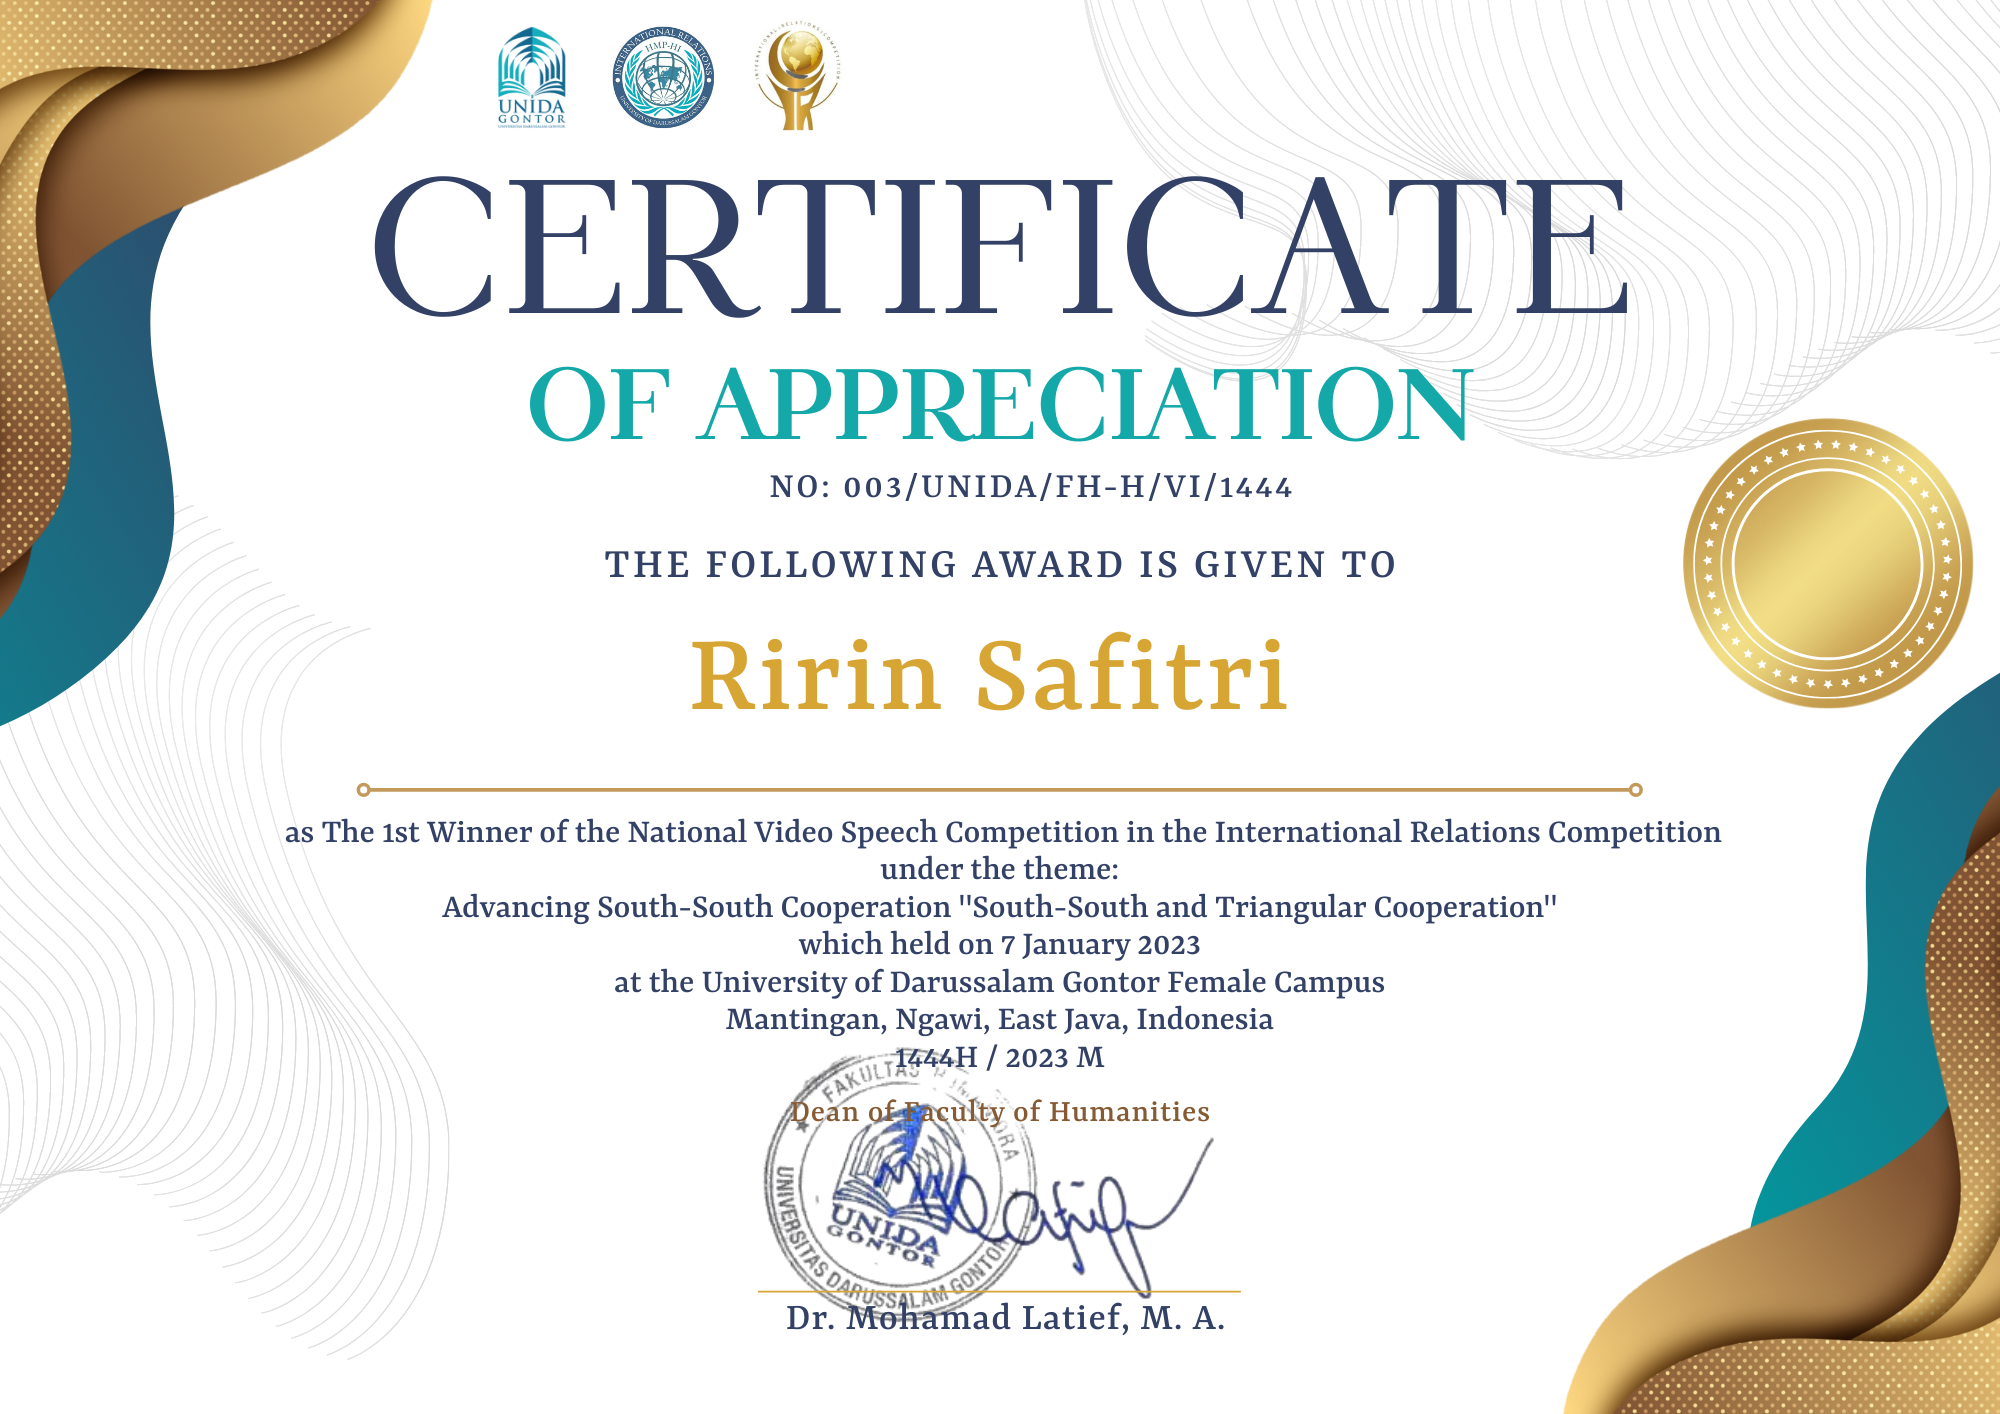 UNIDA
GONTOR
UNIVERSITAS DARUSSALAM GONTOR
INTERNATIONAL RELATIONS
HMP-HI
UNIVERSITY OF DARUSSALAM GONTOR
INTERNATIONAL RELATIONS COMPETITION
CERTIFICATE
OF APPRECIATION
NO: 003/UNIDA/FH-H/VI/1444
THE FOLLOWING AWARD IS GIVEN TO
Ririn Safitri
as The 1st Winner of the National Video Speech Competition in the International Relations Competition
under the theme:
Advancing South-South Cooperation "South-South and Triangular Cooperation"
which held on 7 January 2023
at the University of Darussalam Gontor Female Campus
Mantingan, Ngawi, East Java, Indonesia
1444H / 2023 M
Dean of Faculty of Humanities
FAKULTAS HUMANIORA
UNIDA
GONTOR
UNIVERSITAS DARUSSALAM GONTOR
Dr. Mohamad Latief, M. A.